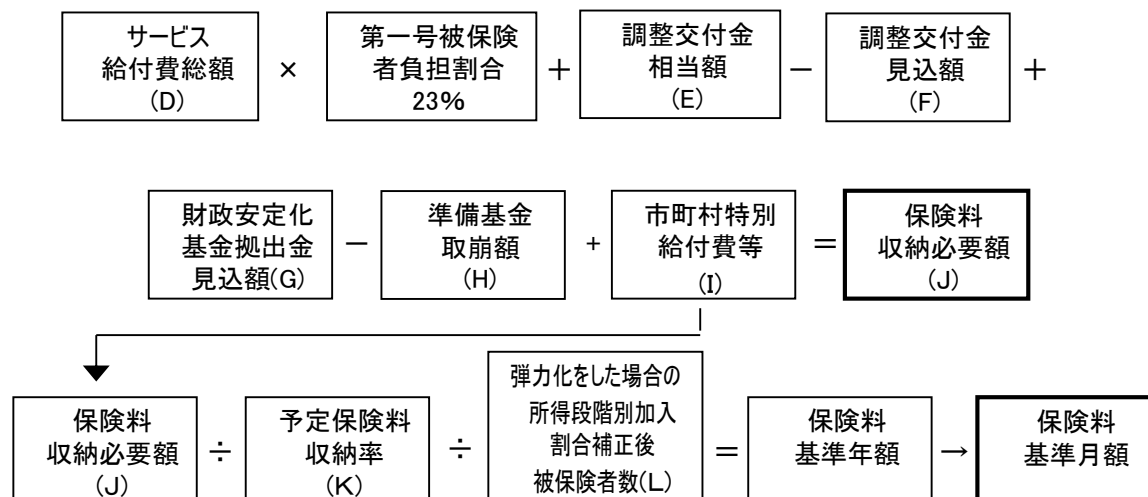 サービス
給付費総額
(D)
×
第一号被保険
者負担割合
23%
+
調整交付金
相当額
(E)
－
調整交付金
見込額
(F)
+
財政安定化
基金拠出金
見込額(G)
－
準備基金
取崩額
(H)
+
市町村特別
給付費等
(I)
＝
保険料
収納必要額
(J)
保険料
収納必要額
(J)
÷
予定保険料
収納率
(K)
÷
弾力化をした場合の
所得段階別加入
割合補正後
被保険者数(L)
＝
保険料
基準年額
→
保険料
基準月額